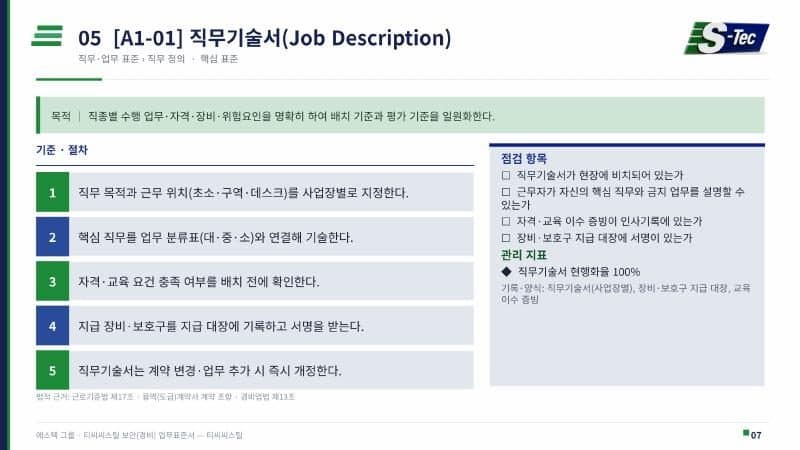 05 [A1-01] 직무기술서(Job Description)
직무·업무 표준 › 직무 정의 · 핵심 표준
S-Tec
목적 | 직종별 수행 업무·자격·장비·위험요인을 명확히 하여 배치 기준과 평가 기준을 일원화한다.
기준 · 절차
1 직무 목적과 근무 위치(초소·구역·데스크)를 사업장별로 지정한다.
2 핵심 직무를 업무 분류표(대·중·소)와 연결해 기술한다.
3 자격·교육 요건 충족 여부를 배치 전에 확인한다.
4 지급 장비·보호구를 지급 대장에 기록하고 서명을 받는다.
5 직무기술서는 계약 변경·업무 추가 시 즉시 개정한다.
법적 근거: 근로기준법 제17조 · 용역(도급)계약서 계약 조항 · 경비업법 제13조
점검 항목
☐ 직무기술서가 현장에 비치되어 있는가
☐ 근무자가 자신의 핵심 직무와 금지 업무를 설명할 수
있는가
☐ 자격·교육 이수 증빙이 인사기록에 있는가
☐ 장비·보호구 지급 대장에 서명이 있는가
관리 지표
◆ 직무기술서 현행화율 100%
기록·양식: 직무기술서(사업장별), 장비·보호구 지급 대장, 교육
이수 증빙
에스텍 그룹 · 티씨씨스틸 보안(경비) 업무표준서 — 티씨씨스틸
07